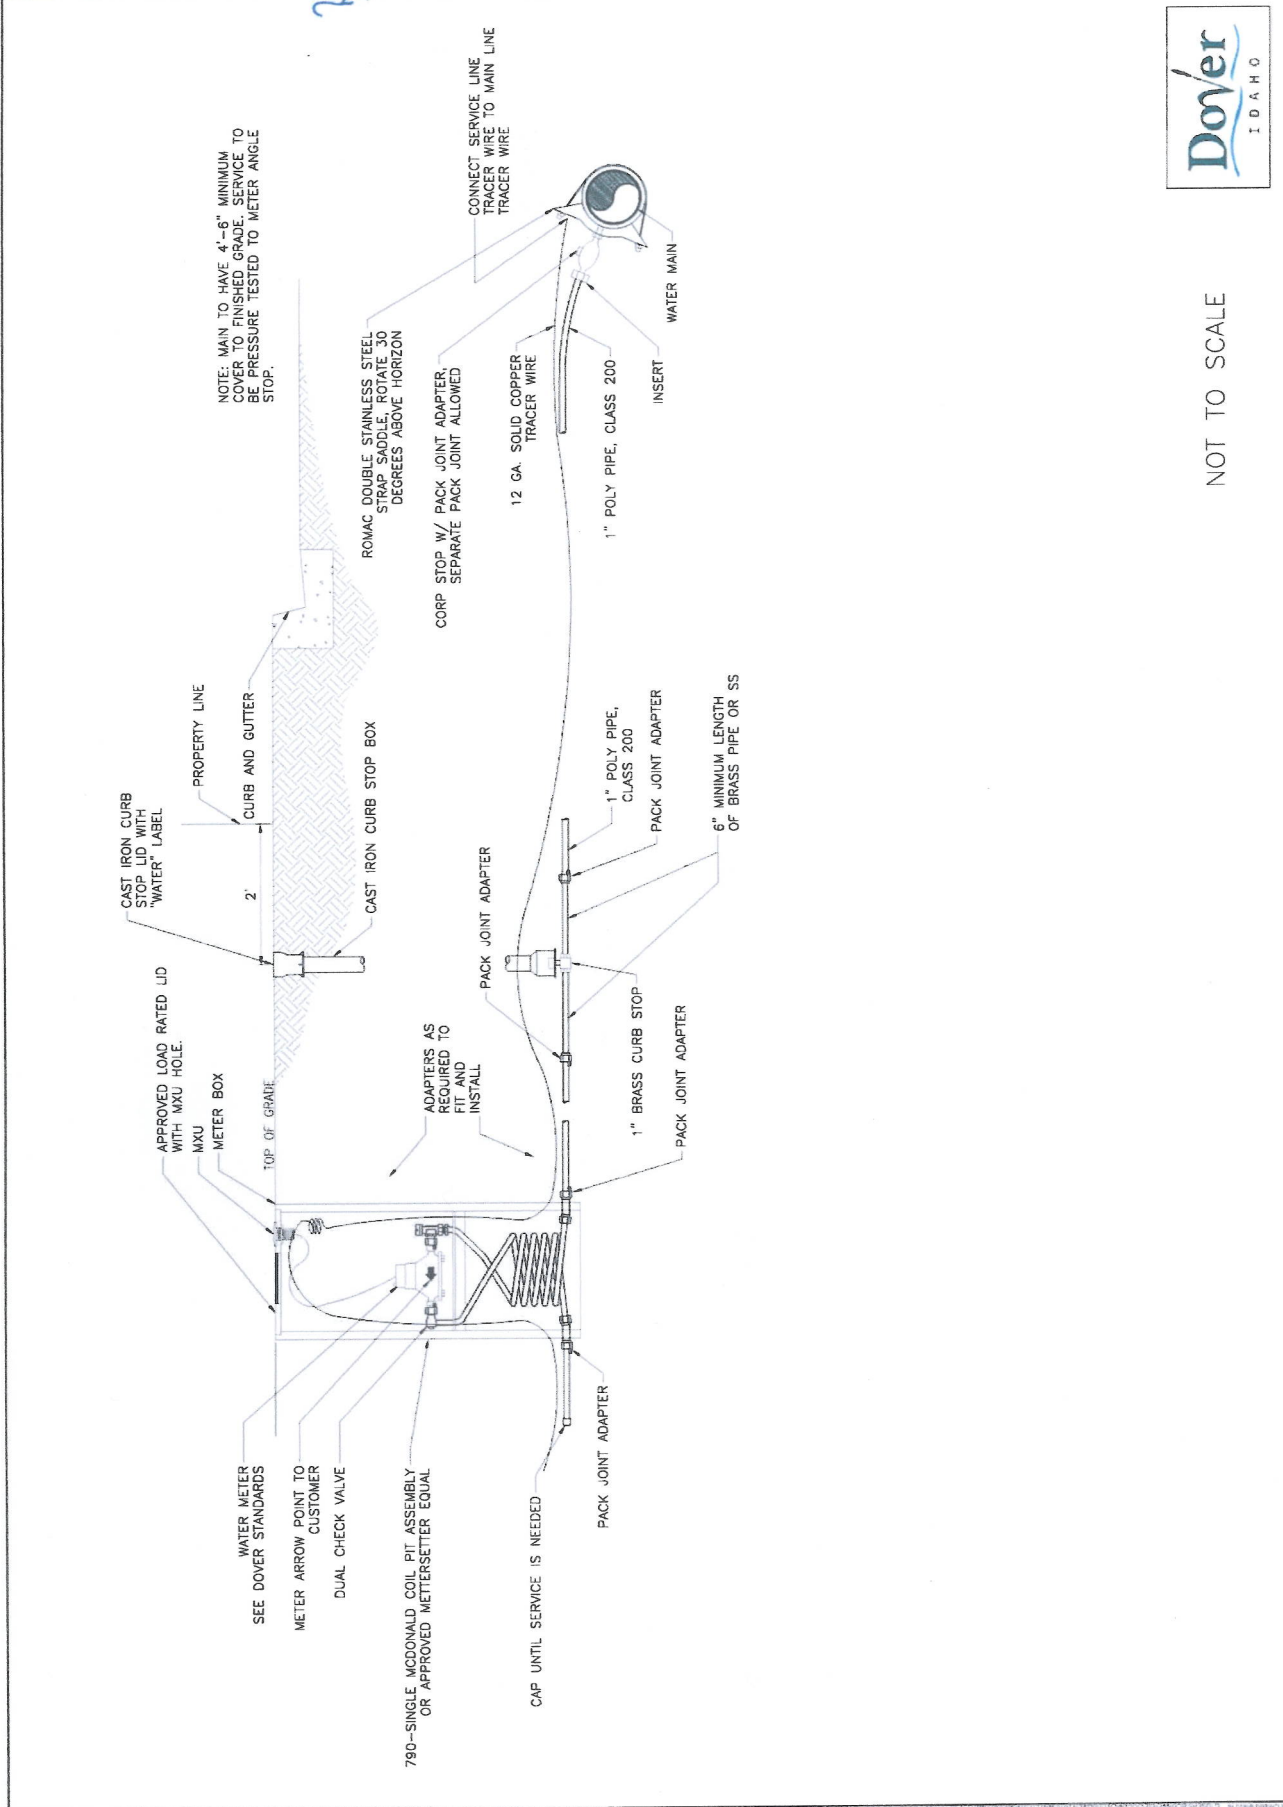 NOTE: MAIN TO HAVE 4'-6" MINIMUM
COVER TO FINISHED GRADE. SERVICE TO
BE PRESSURE TESTED TO METER ANGLE
STOP.
CAST IRON CURB
STOP LID WITH
"WATER" LABEL
PROPERTY LINE
CURB AND GUTTER
2'
APPROVED LOAD RATED LID
WITH MXU HOLE.
MXU
METER BOX
TOP OF GRADE
CAST IRON CURB STOP BOX
ROMAC DOUBLE STAINLESS STEEL
STRAP SADDLE, ROTATE 30
DEGREES ABOVE HORIZON
CONNECT SERVICE LINE
TRACER WIRE TO MAIN LINE
TRACER WIRE
CORP STOP W/ PACK JOINT ADAPTER,
SEPARATE PACK JOINT ALLOWED
12 GA. SOLID COPPER
TRACER WIRE
1" POLY PIPE, CLASS 200
INSERT
WATER MAIN
WATER METER
SEE DOVER STANDARDS
METER ARROW POINT TO
CUSTOMER
DUAL CHECK VALVE
790-SINGLE MCDONALD COIL PIT ASSEMBLY
OR APPROVED METTERSETTER EQUAL
ADAPTERS AS
REQUIRED TO
FIT AND
INSTALL
PACK JOINT ADAPTER
1" POLY PIPE,
CLASS 200
PACK JOINT ADAPTER
6" MINIMUM LENGTH
OF BRASS PIPE OR SS
1" BRASS CURB STOP
PACK JOINT ADAPTER
CAP UNTIL SERVICE IS NEEDED
PACK JOINT ADAPTER
NOT TO SCALE
Dover
IDAHO